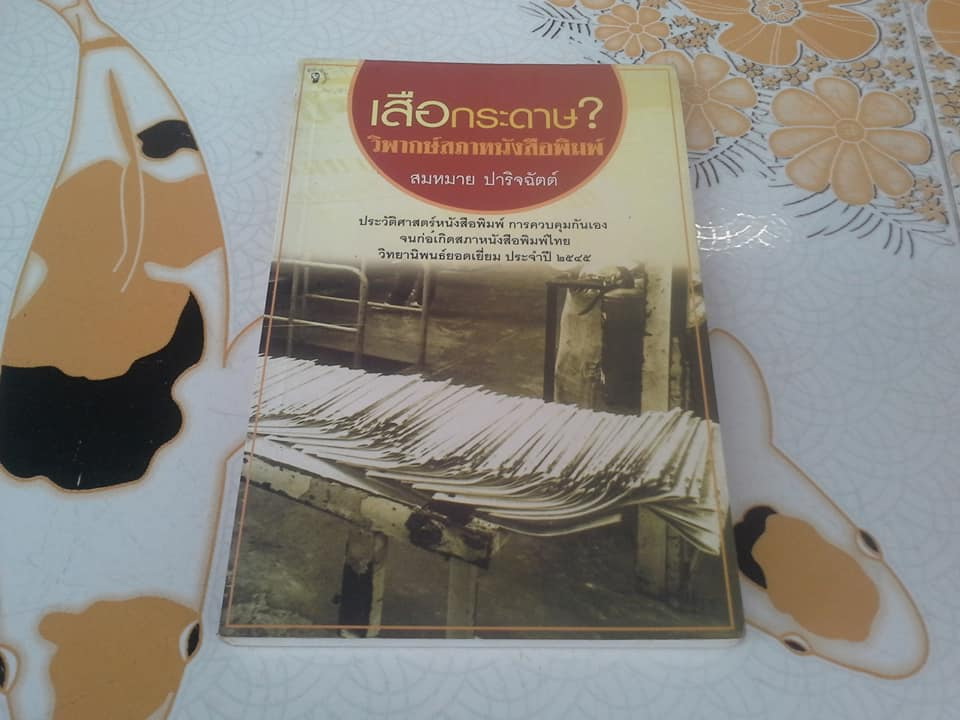 เสือกระดาษ?
วิพากษ์สภาหนังสือพิมพ์
สมหมาย ปาริจฉัตต์
ประวัติศาสตร์หนังสือพิมพ์ การควบคุมกันเอง
จนก่อเกิดสภาหนังสือพิมพ์ไทย
วิทยานิพนธ์ยอดเยี่ยม ประจำปี ๒๕๔๕